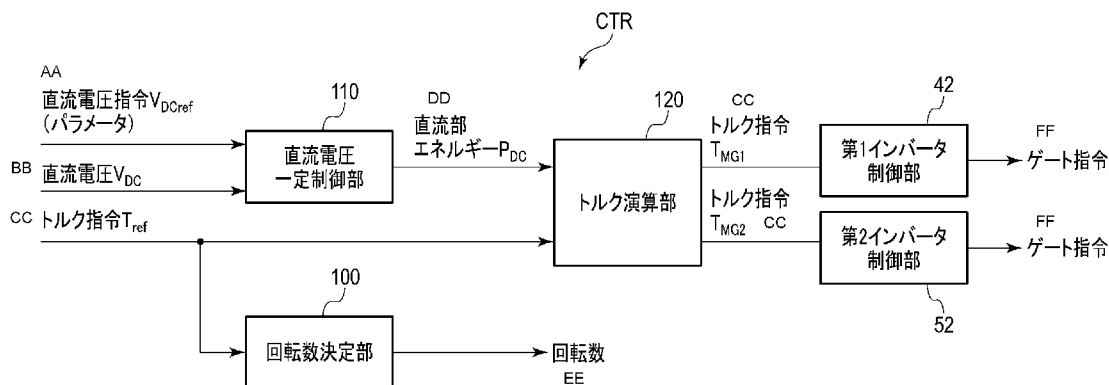 CTR
AA
直流電圧指令VDCref
(パラメータ)
BB 直流電圧VDC
CC トルク指令Tref
110
直流電圧
一定制御部
DD
直流部
エネルギーPDC
120
トルク演算部
CC
トルク指令
TMG1
トルク指令
TMG2 CC
42
第1インバータ
制御部
FF
ゲート指令
第2インバータ
制御部
52
FF
ゲート指令
100
回転数決定部
回転数
EE